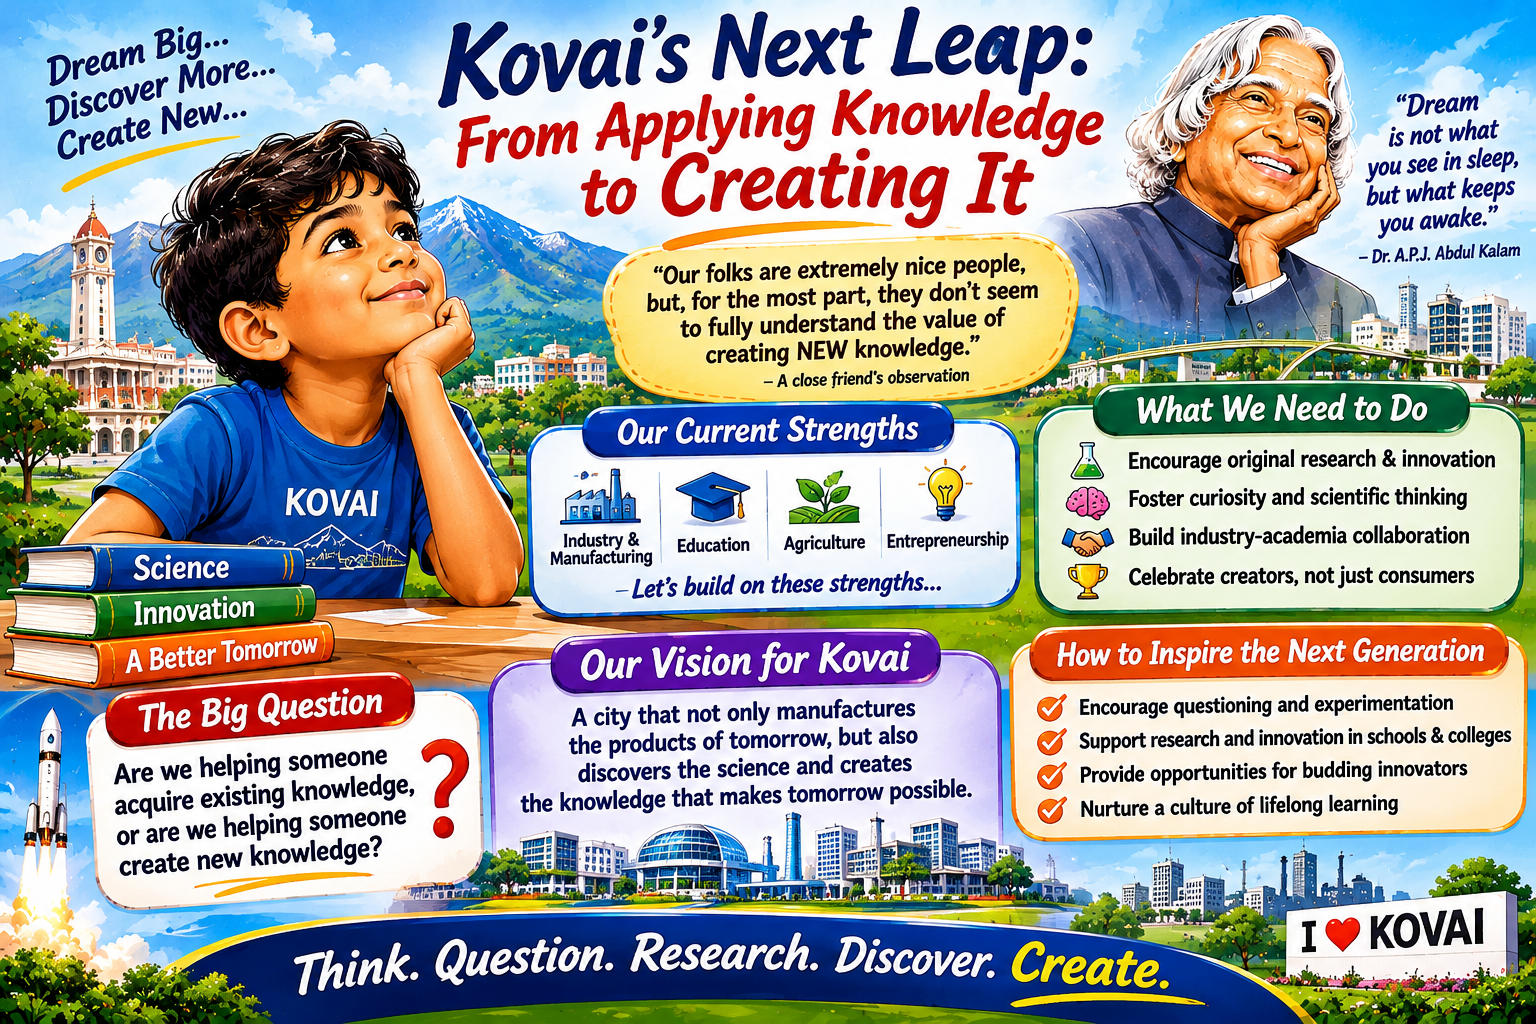 Dream Big...
Discover More...
Create New...
Kovai's Next Leap:
From Applying Knowledge
to Creating It
“Dream
is not what
you see in sleep,
but what keeps
you awake.”
– Dr. A.P.J. Abdul Kalam
“Our folks are extremely nice people,
but, for the most part, they don’t seem
to fully understand the value of
creating NEW knowledge.”
– A close friend's observation
KOVAI
Science
Innovation
A Better Tomorrow
Our Current Strengths
Industry &
Manufacturing
Education
Agriculture
Entrepreneurship
– Let’s build on these strengths...
What We Need to Do
Encourage original research & innovation
Foster curiosity and scientific thinking
Build industry-academia collaboration
Celebrate creators, not just consumers
The Big Question
Are we helping someone
acquire existing knowledge,
or are we helping someone
create new knowledge?
?
Our Vision for Kovai
A city that not only manufactures
the products of tomorrow, but also
discovers the science and creates
the knowledge that makes tomorrow possible.
How to Inspire the Next Generation
Encourage questioning and experimentation
Support research and innovation in schools & colleges
Provide opportunities for budding innovators
Nurture a culture of lifelong learning
I ❤ KOVAI
Think. Question. Research. Discover. Create.